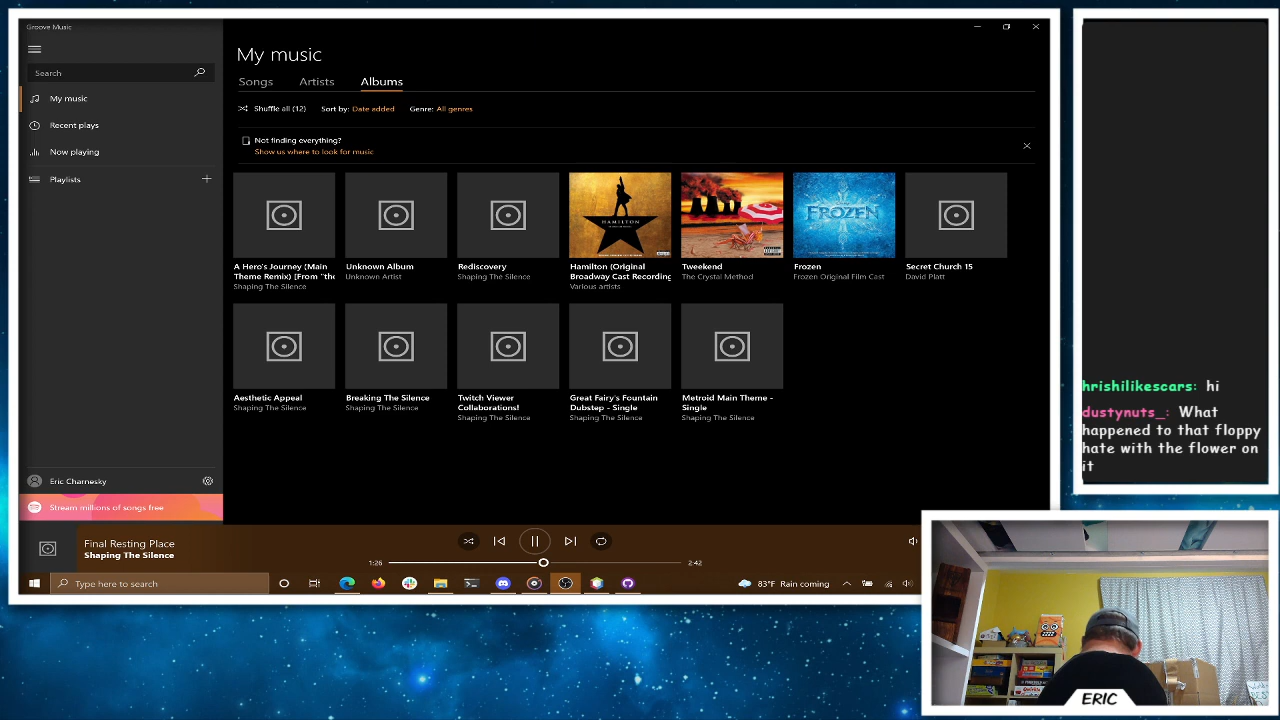 Groove Music
Search
My music
Recent plays
Now playing
Playlists
Eric Charnesky
Stream millions of songs free
My music
Songs Artists Albums
Shuffle all (12) Sort by: Date added Genre: All genres
Not finding everything?
Show us where to look for music
HAMILTON
FROZEN
A Hero's Journey (Main
Theme Remix) [From "the
Shaping The Silence
Unknown Album
Unknown Artist
Rediscovery
Shaping The Silence
Hamilton (Original
Broadway Cast Recording
Various artists
Tweekend
The Crystal Method
Frozen
Frozen Original Film Cast
Secret Church 15
David Platt
Aesthetic Appeal
Shaping The Silence
Breaking The Silence
Shaping The Silence
Twitch Viewer
Collaborations!
Shaping The Silence
Great Fairy's Fountain
Dubstep - Single
Shaping The Silence
Metroid Main Theme -
Single
Shaping The Silence
Final Resting Place
Shaping The Silence
1:26
2:42
Type here to search
83°F Rain coming
hrishilikescars: hi
dustynuts_: What
happened to that floppy
hate with the flower on
it
ERIC